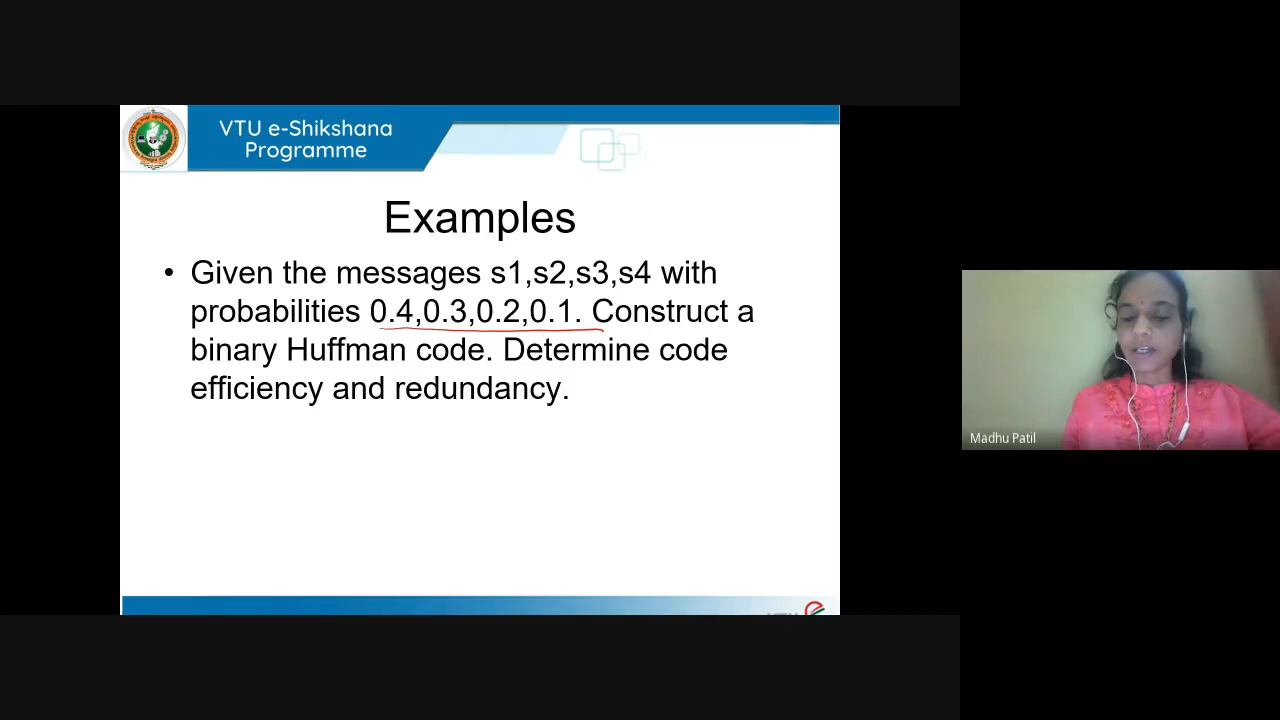 VTU e-Shikshana
Programme
Examples
• Given the messages s1,s2,s3,s4 with
probabilities 0.4,0.3,0.2,0.1. Construct a
binary Huffman code. Determine code
efficiency and redundancy.
Madhu Patil